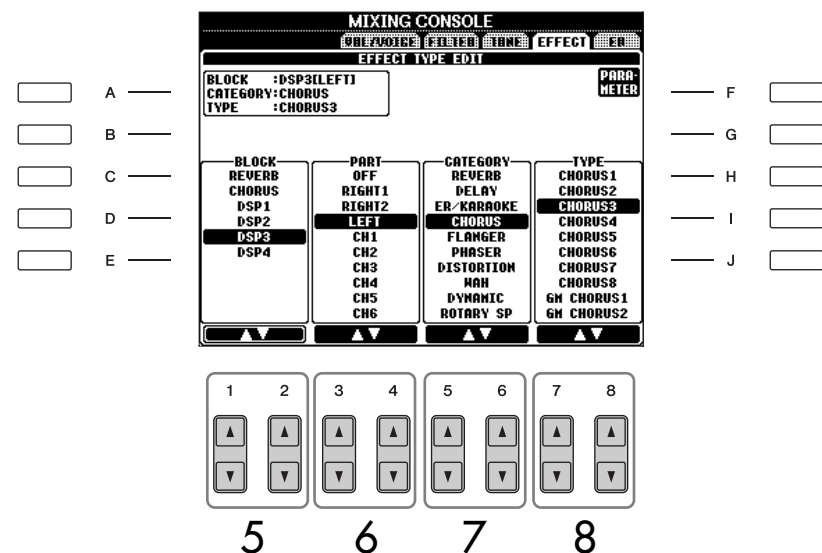 MIXING CONSOLE
VOL/VOICE FILTER TUNE EFFECT EQ
EFFECT TYPE EDIT
BLOCK :DSP3[LEFT]
CATEGORY:CHORUS
TYPE :CHORUS3
PARA-
METER
A
B
C
D
E
F
G
H
I
J
BLOCK
REVERB
CHORUS
DSP1
DSP2
DSP3
DSP4
PART
OFF
RIGHT1
RIGHT2
LEFT
CH1
CH2
CH3
CH4
CH5
CH6
CATEGORY
REVERB
DELAY
ER/KARAOKE
CHORUS
FLANGER
PHASER
DISTORTION
WAH
DYNAMIC
ROTARY SP
TYPE
CHORUS1
CHORUS2
CHORUS3
CHORUS4
CHORUS5
CHORUS6
CHORUS7
CHORUS8
GM CHORUS1
GM CHORUS2
1 2 3 4 5 6 7 8
5 6 7 8